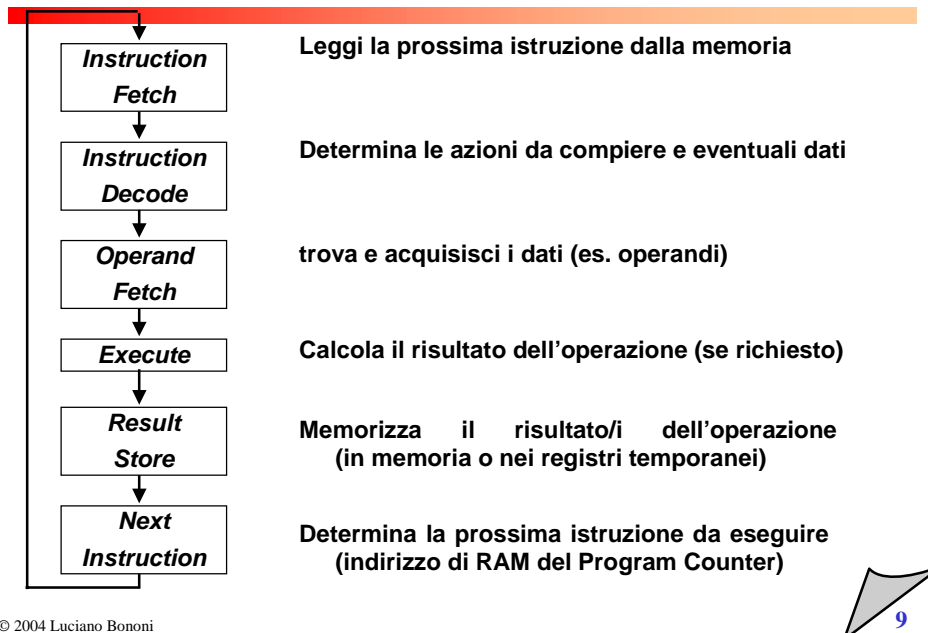 Instruction
Fetch
Leggi la prossima istruzione dalla memoria
Instruction
Decode
Determina le azioni da compiere e eventuali dati
Operand
Fetch
trova e acquisisci i dati (es. operandi)
Execute
Calcola il risultato dell'operazione (se richiesto)
Result
Store
Memorizza il risultato/i dell'operazione
(in memoria o nei registri temporanei)
Next
Instruction
Determina la prossima istruzione da eseguire
(indirizzo di RAM del Program Counter)
© 2004 Luciano Bononi
9